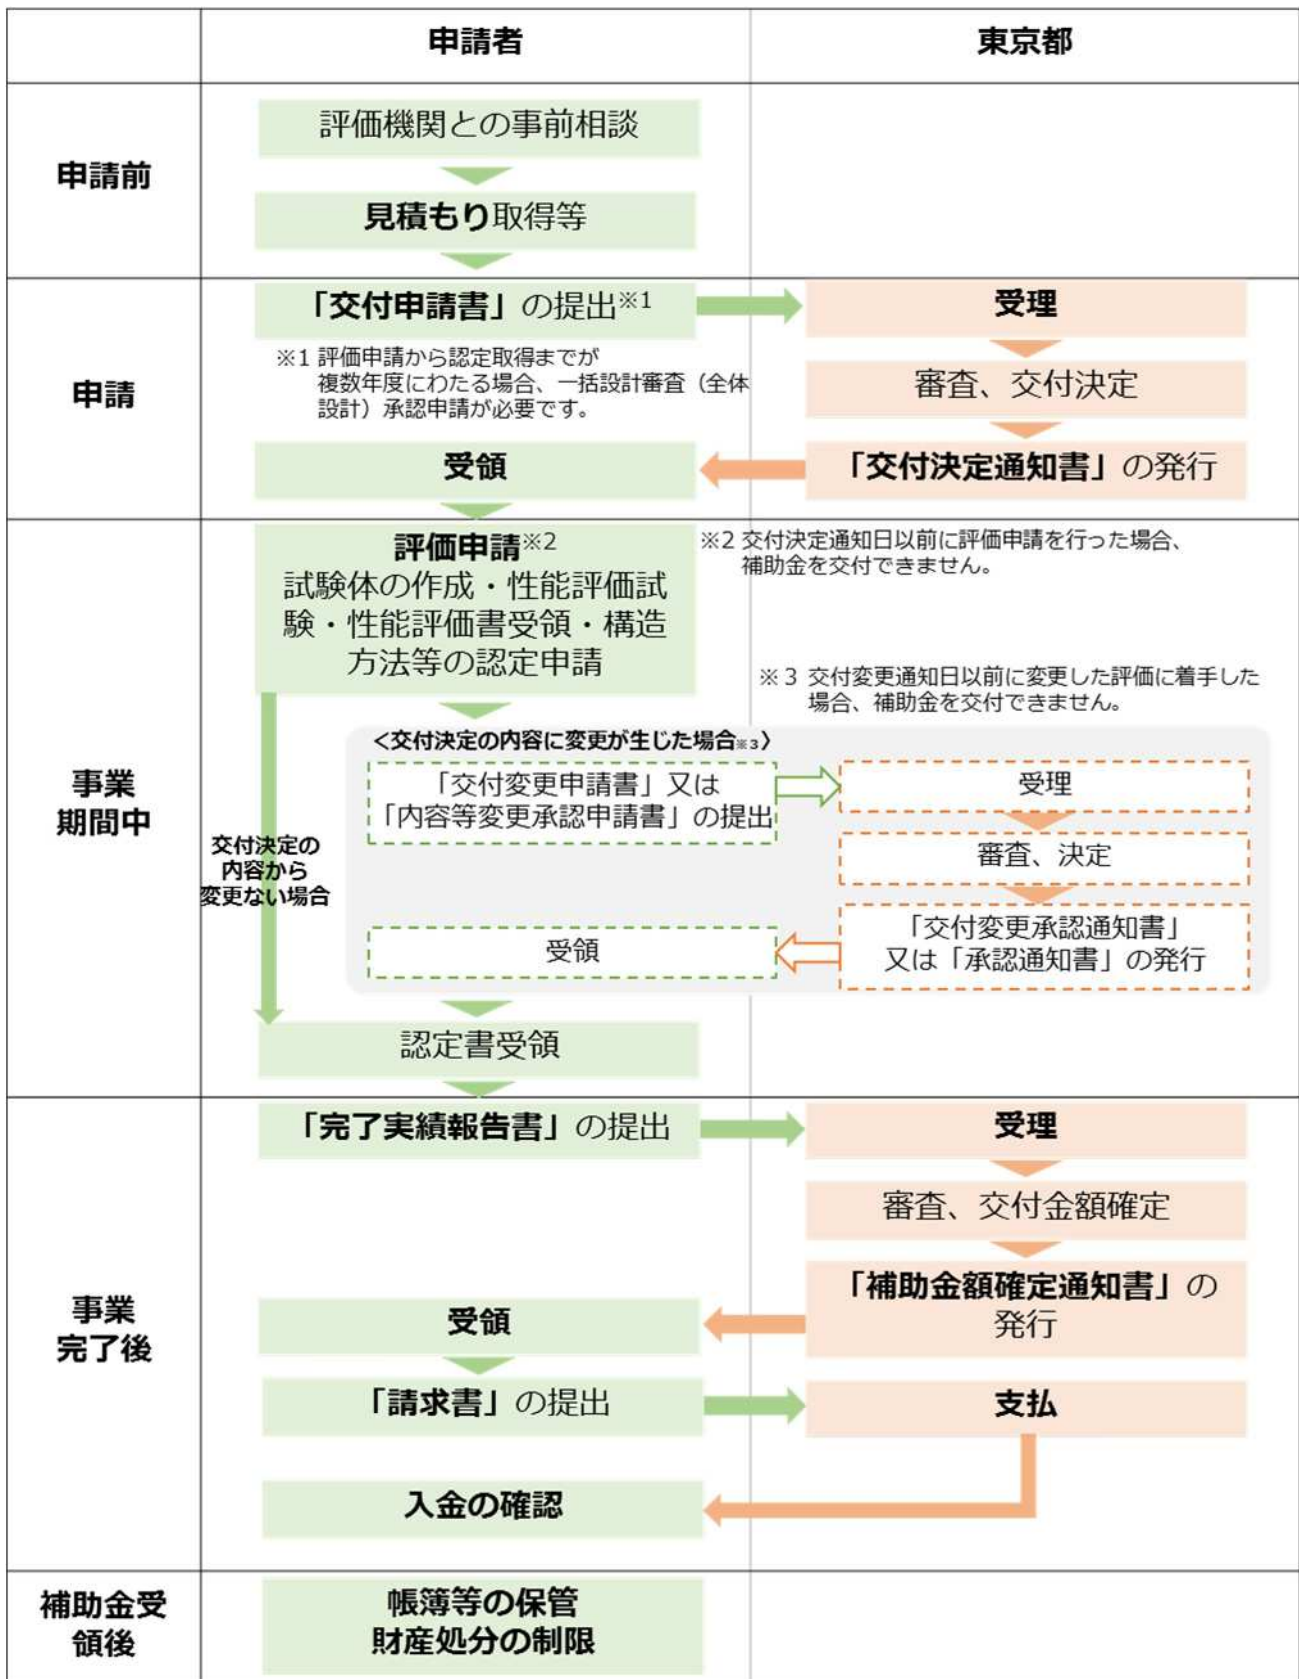 申請者
東京都
申請前
評価機関との事前相談
見積もり取得等
申請
「交付申請書」の提出※1
受理
※1 評価申請から認定取得までが
複数年度にわたる場合、一括設計審査（全体
設計）承認申請が必要です。
審査、交付決定
受領
「交付決定通知書」の発行
事業
期間中
評価申請※2
試験体の作成・性能評価試
験・性能評価書受領・構造
方法等の認定申請
※2 交付決定通知日以前に評価申請を行った場合、
補助金を交付できません。
※３ 交付変更通知日以前に変更した評価に着手した
場合、補助金を交付できません。
＜交付決定の内容に変更が生じた場合※3＞
「交付変更申請書」又は
「内容等変更承認申請書」の提出
受理
審査、決定
交付決定の
内容から
変更ない場合
受領
「交付変更承認通知書」
又は「承認通知書」の発行
認定書受領
事業
完了後
「完了実績報告書」の提出
受理
審査、交付金額確定
「補助金額確定通知書」の
発行
受領
「請求書」の提出
支払
入金の確認
補助金受
領後
帳簿等の保管
財産処分の制限